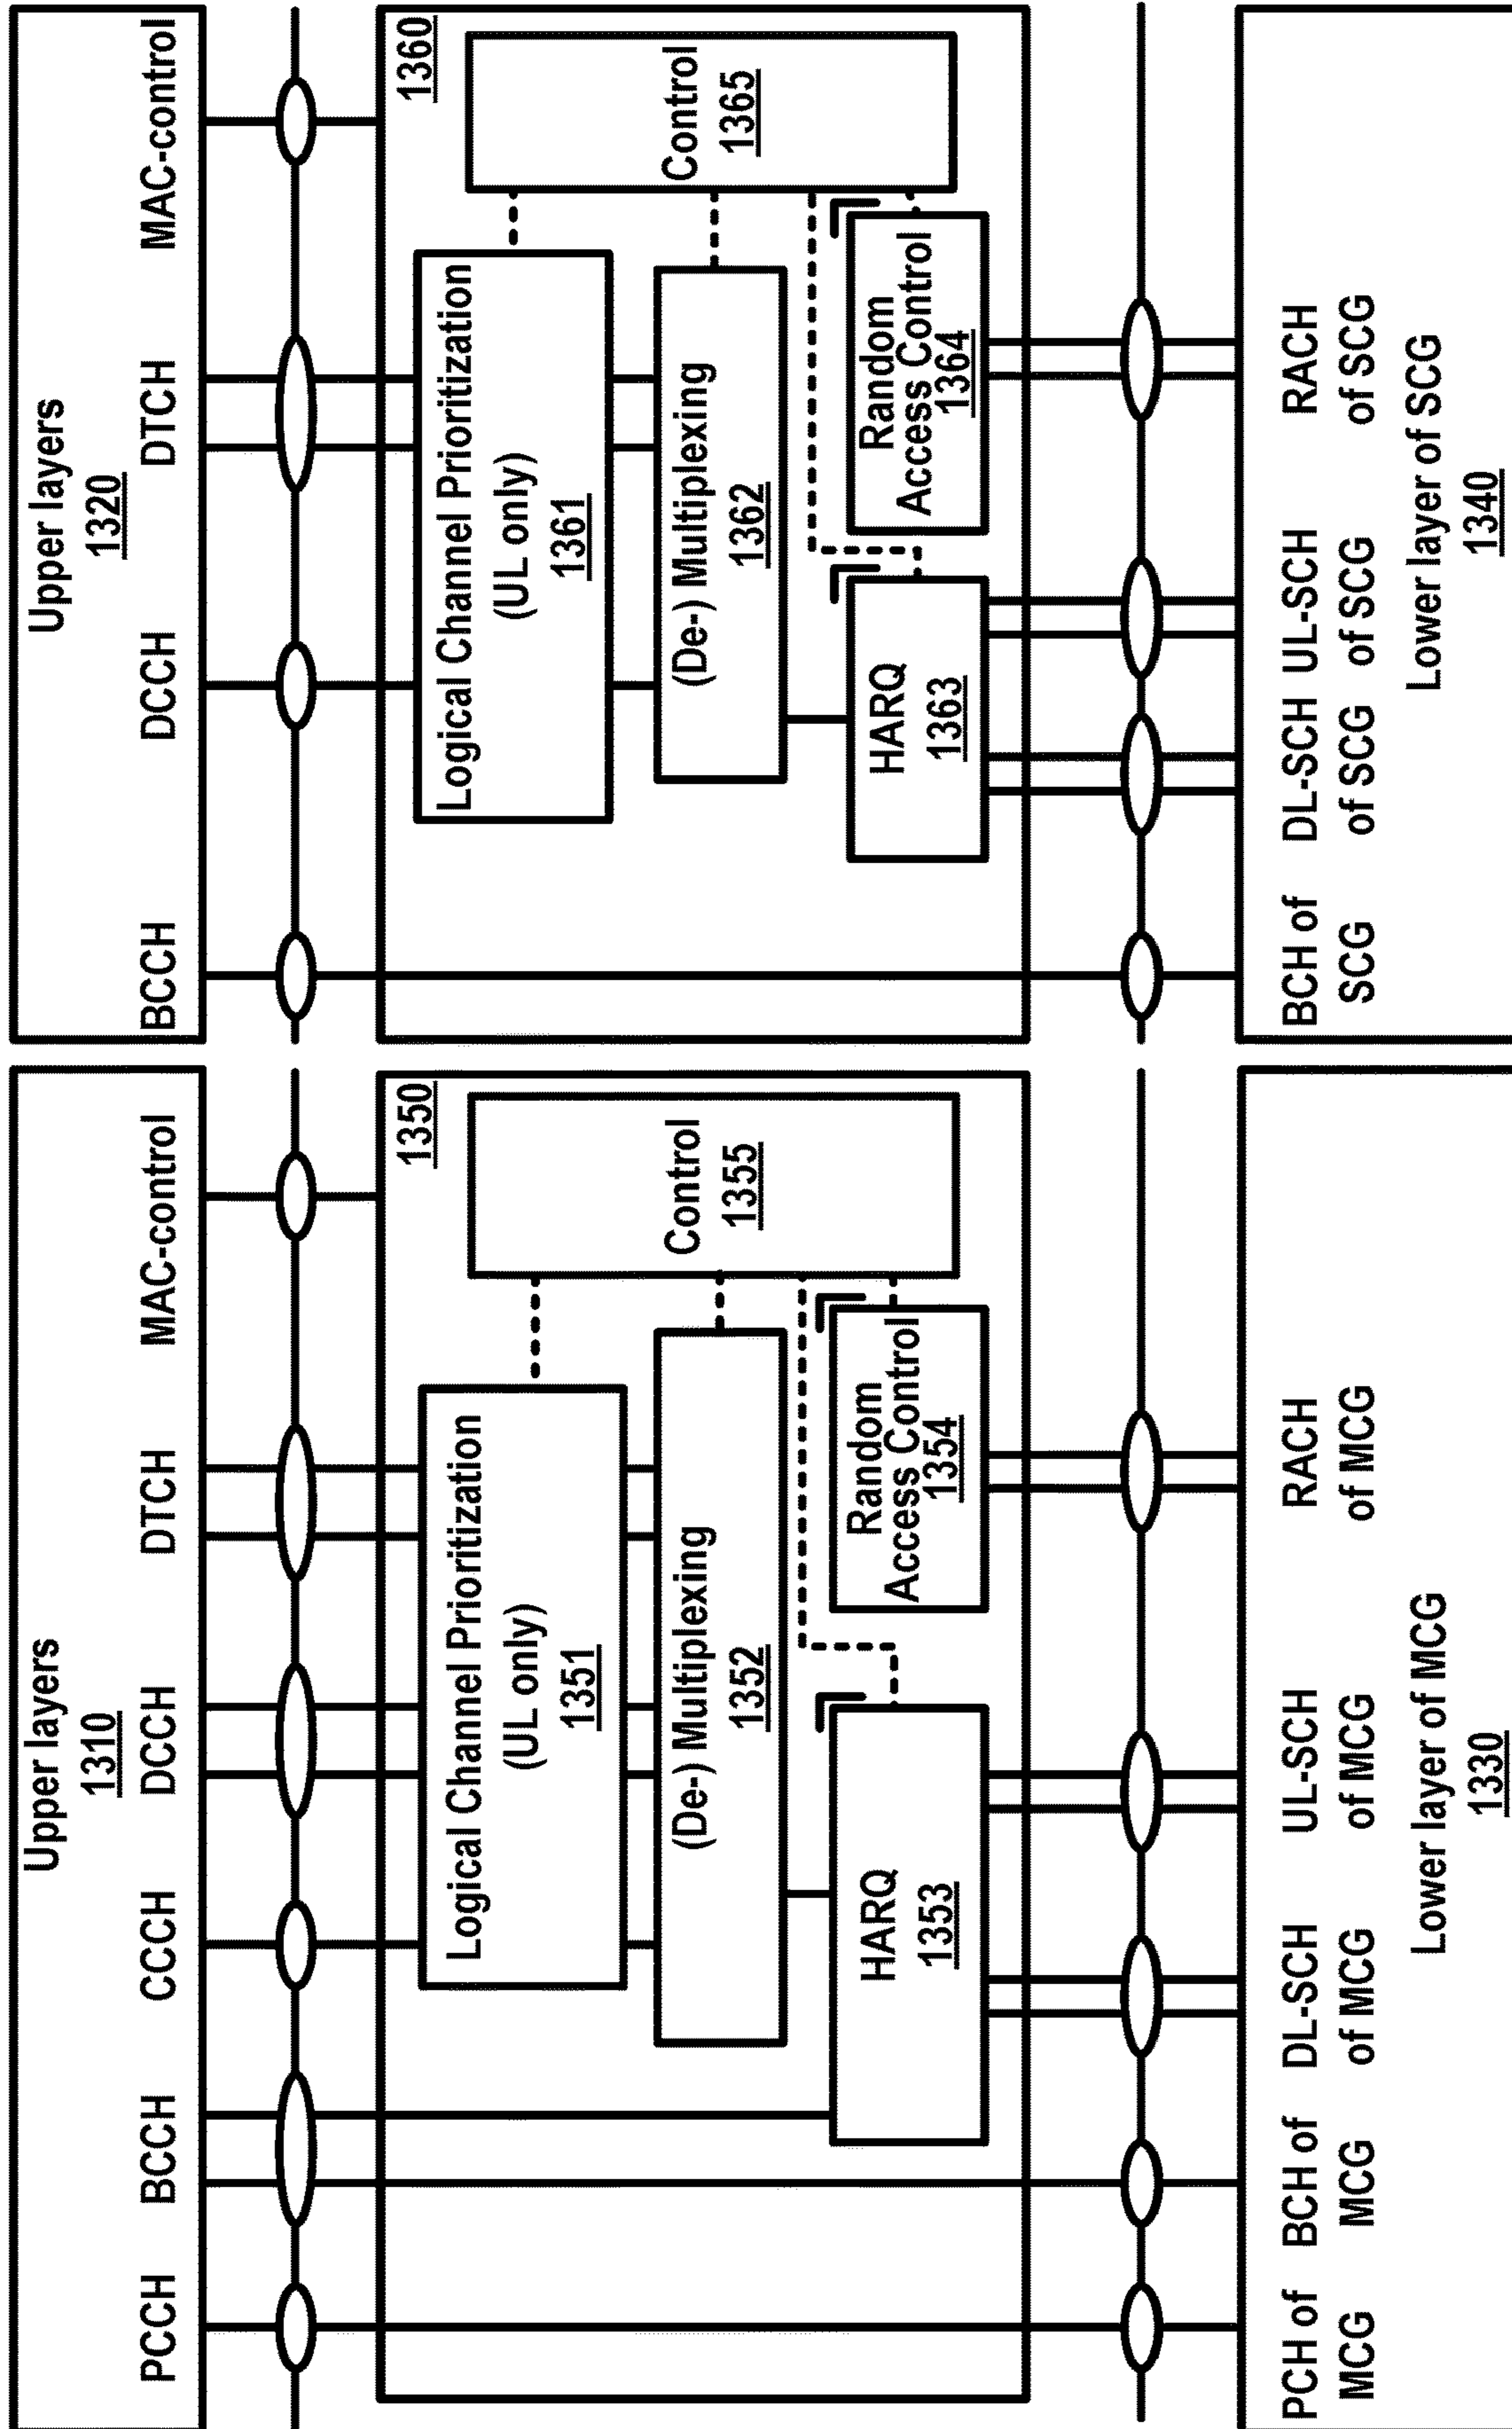 Upper layers
1310
PCCH
BCCH
CCCH
DCCH
DTCH
MAC-control
1350
Logical Channel Prioritization
(UL only)
1351
(De-) Multiplexing
1352
HARQ
1353
Random
Access Control
1354
Control
1355
PCH of
MCG
BCH of
MCG
DL-SCH
of MCG
UL-SCH
of MCG
RACH
of MCG
Lower layer of MCG
1330
Upper layers
1320
BCCH
DCCH
DTCH
MAC-control
1360
Logical Channel Prioritization
(UL only)
1361
(De-) Multiplexing
1362
HARQ
1363
Random
Access Control
1364
Control
1365
BCH of
SCG
DL-SCH
of SCG
UL-SCH
of SCG
RACH
of SCG
Lower layer of SCG
1340